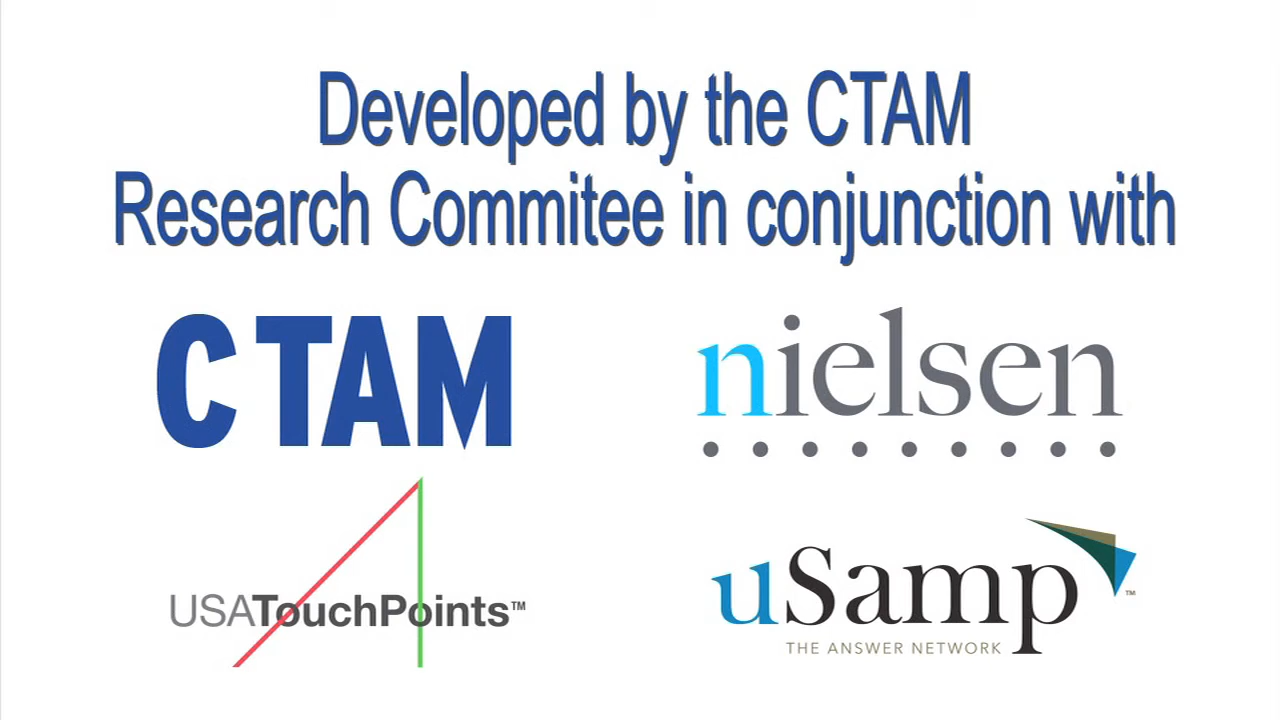 Developed by the CTAM
Research Commitee in conjunction with
CTAM
nielsen
USATouchPoints™
uSamp™
THE ANSWER NETWORK